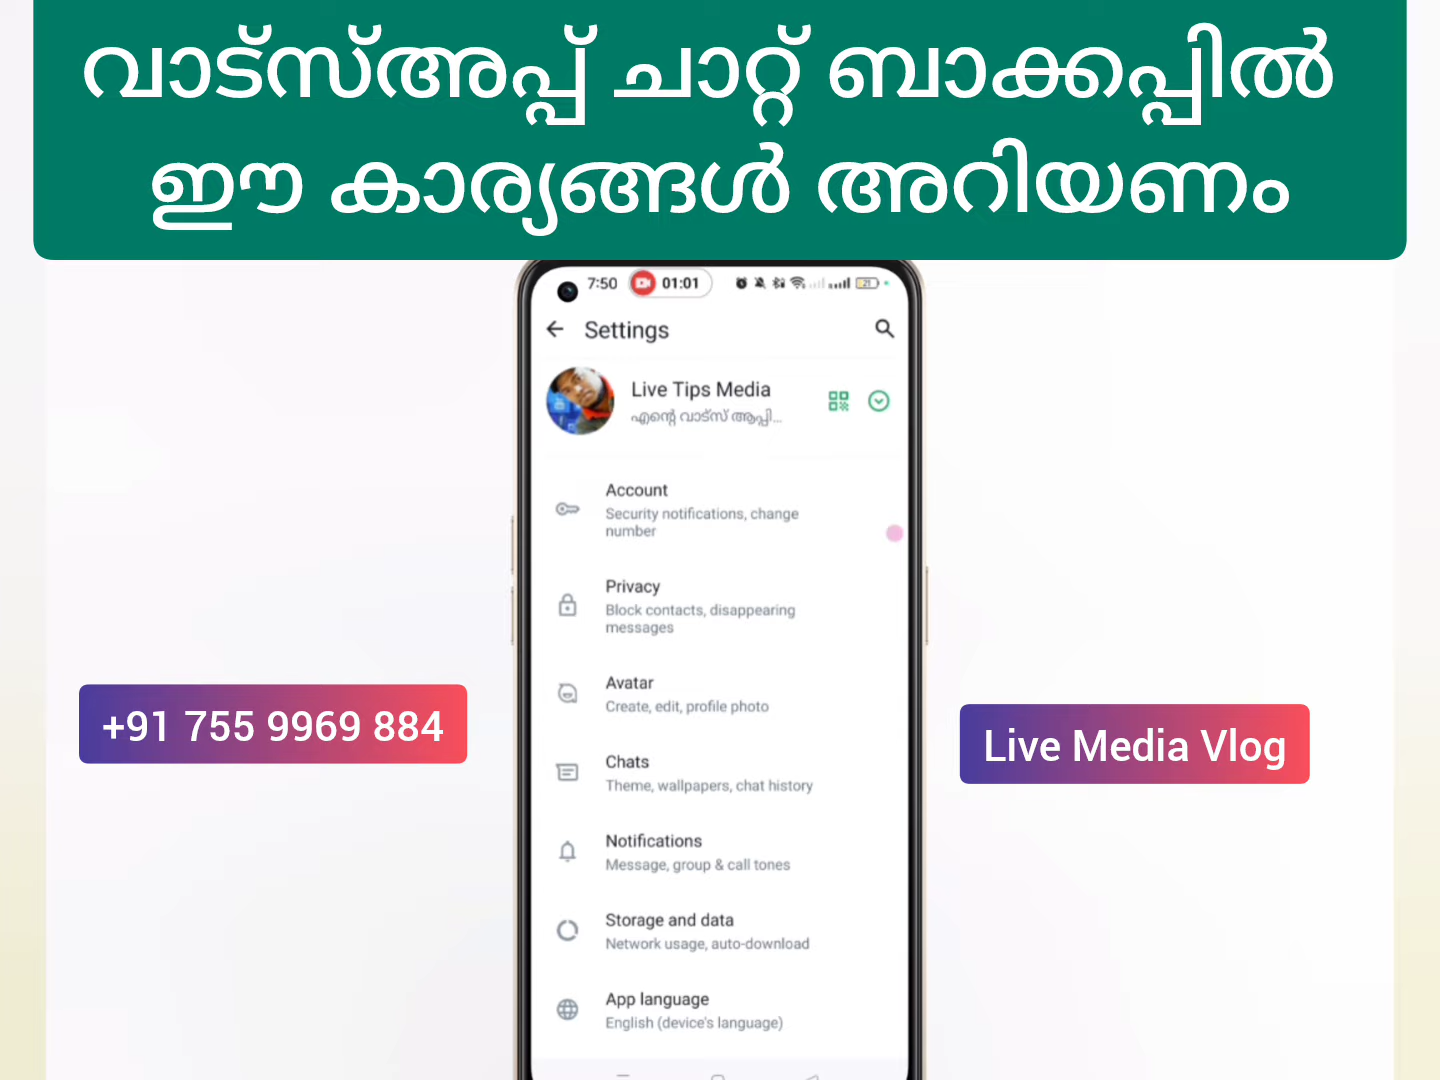 വാട്സ്അപ്പ് ചാറ്റ് ബാക്കപ്പിൽ
ഈ കാര്യങ്ങൾ അറിയണം
7:50 01:01 21
Settings
Live Tips Media
എന്റെ വാട്സ് ആപ്പി...
Account
Security notifications, change
number
Privacy
Block contacts, disappearing
messages
Avatar
Create, edit, profile photo
Chats
Theme, wallpapers, chat history
Notifications
Message, group & call tones
Storage and data
Network usage, auto-download
App language
English (device's language)
+91 755 9969 884
Live Media Vlog